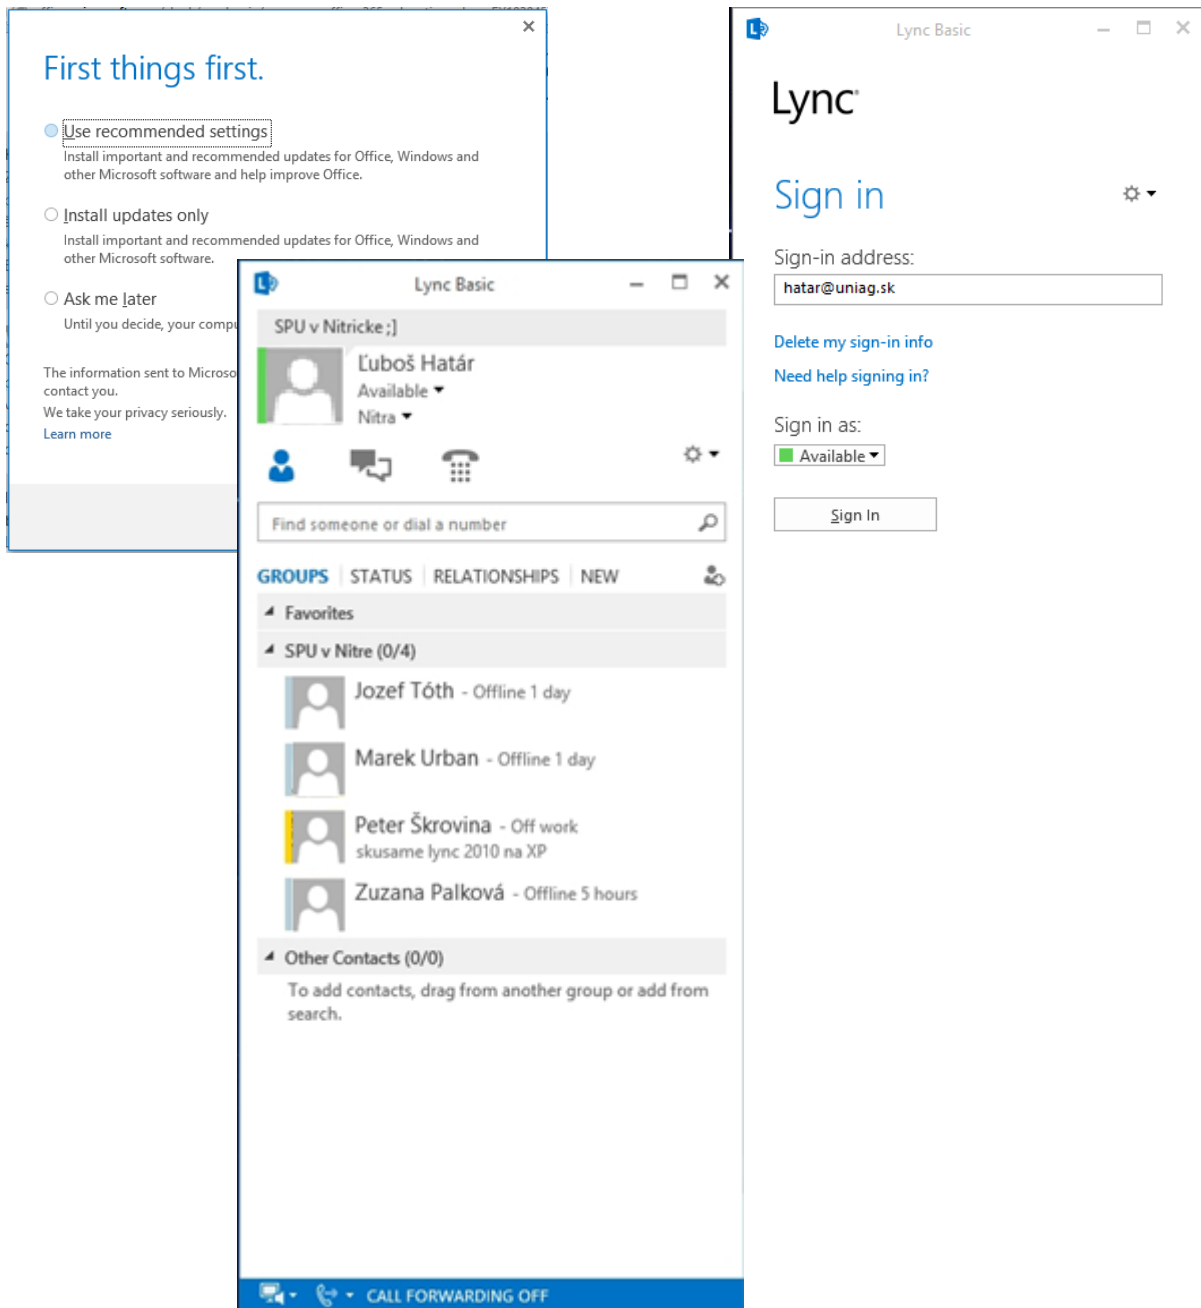 First things first.
Use recommended settings
Install important and recommended updates for Office, Windows and
other Microsoft software and help improve Office.
Install updates only
Install important and recommended updates for Office, Windows and
other Microsoft software.
Ask me later
Until you decide, your
The information sent to
contact you.
We take your privacy seriously.
Learn more
Lync Basic
SPU v Nitricke ;]
Ľuboš Határ
Available
Nitra
Find someone or dial a number
GROUPS STATUS RELATIONSHIPS NEW
Favorites
SPU v Nitre (0/4)
Jozef Tóth - Offline 1 day
Marek Urban - Offline 1 day
Peter Škrovina - Off work
skusame lync 2010 na XP
Zuzana Palková - Offline 5 hours
Other Contacts (0/0)
To add contacts, drag from another group or add from
search.
CALL FORWARDING OFF
Lync Basic
Lync
Sign in
Sign-in address:
hatar@uniag.sk
Delete my sign-in info
Need help signing in?
Sign in as:
Available
Sign In